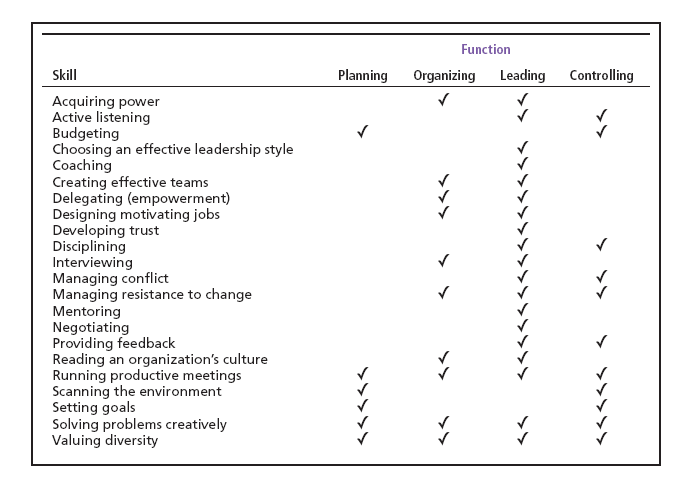 Function
Skill Planning Organizing Leading Controlling
Acquiring power ✓ ✓
Active listening ✓ ✓
Budgeting ✓ ✓
Choosing an effective leadership style ✓
Coaching ✓
Creating effective teams ✓ ✓
Delegating (empowerment) ✓ ✓
Designing motivating jobs ✓ ✓
Developing trust ✓
Disciplining ✓ ✓
Interviewing ✓ ✓
Managing conflict ✓ ✓
Managing resistance to change ✓ ✓ ✓
Mentoring ✓
Negotiating ✓
Providing feedback ✓ ✓
Reading an organization's culture ✓ ✓
Running productive meetings ✓ ✓ ✓ ✓
Scanning the environment ✓ ✓
Setting goals ✓ ✓
Solving problems creatively ✓ ✓ ✓ ✓
Valuing diversity ✓ ✓ ✓ ✓